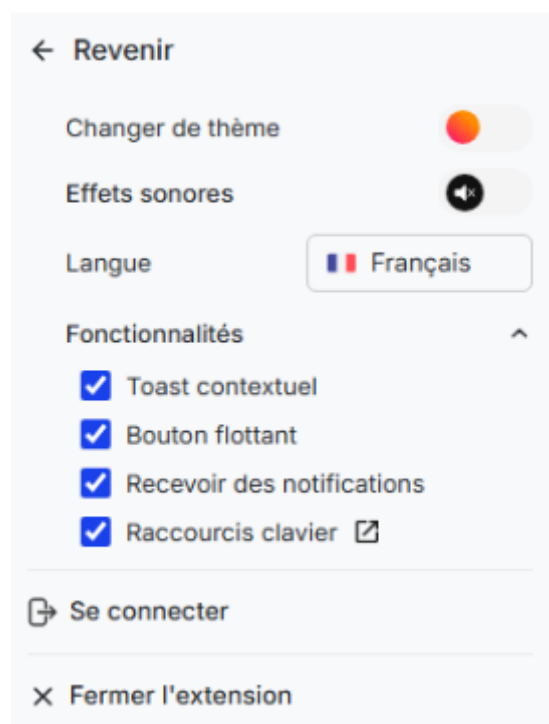 Revenir
Changer de thème
Effets sonores
Langue Français
Fonctionnalités
Toast contextuel
Bouton flottant
Recevoir des notifications
Raccourcis clavier
Se connecter
Fermer l'extension